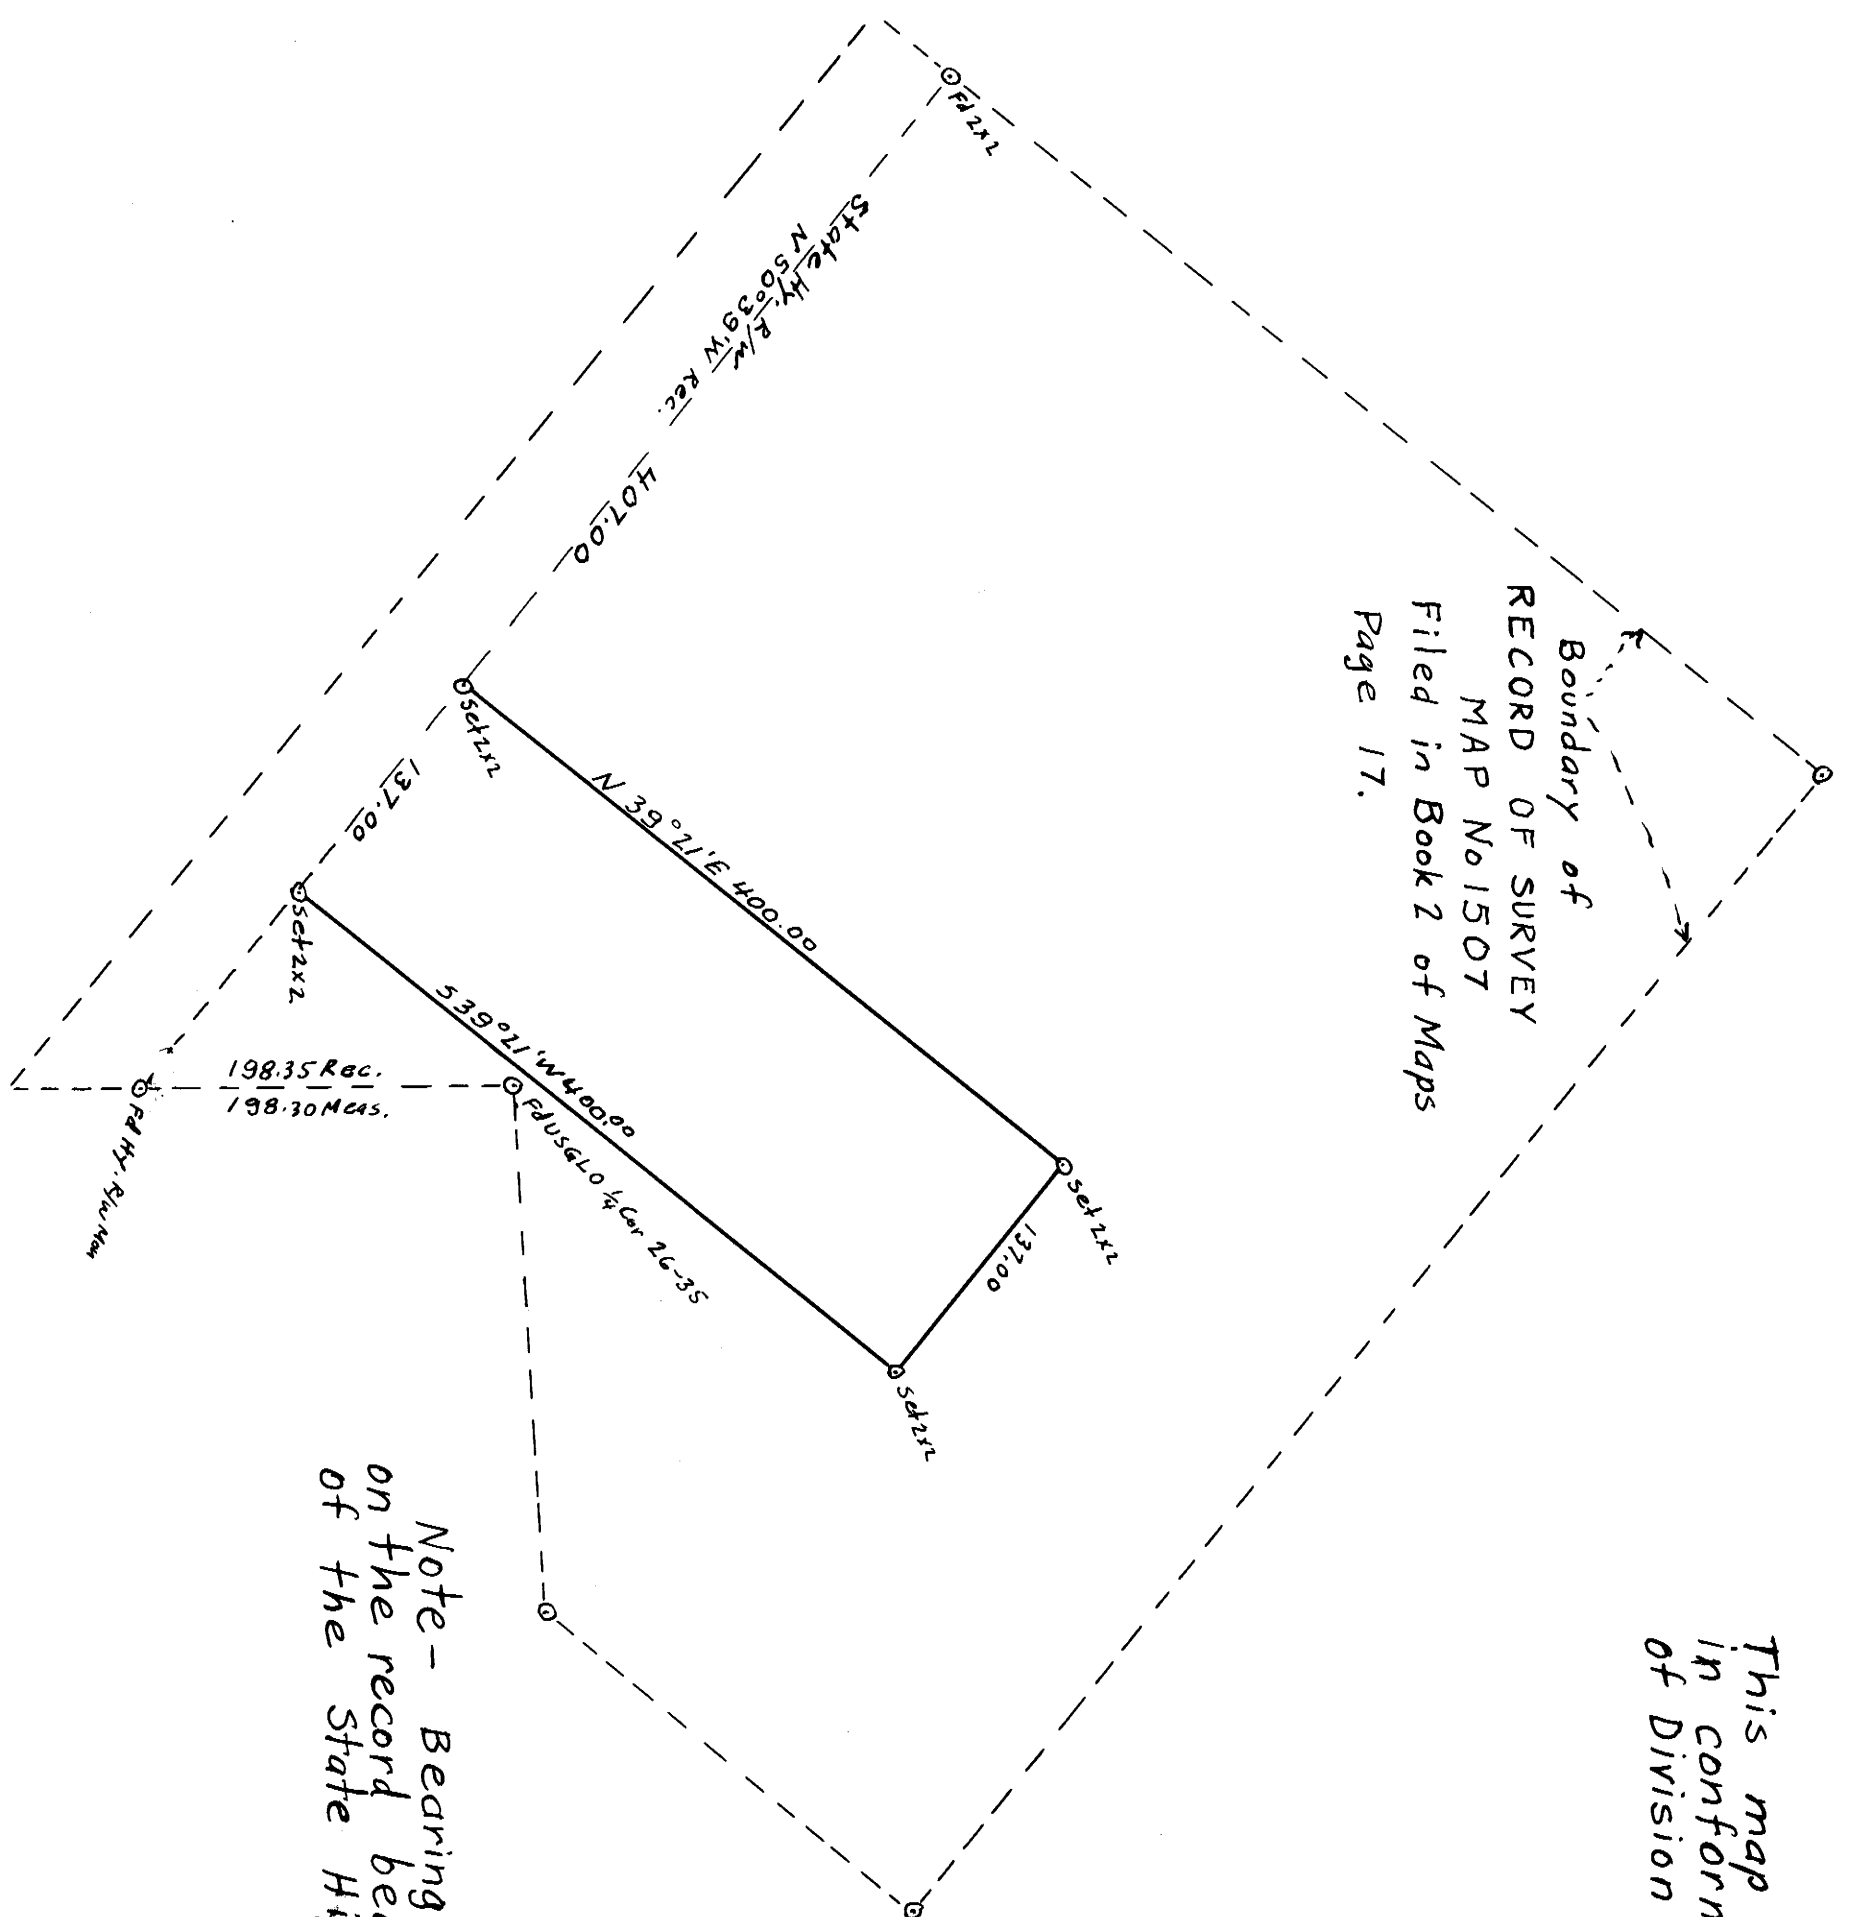 This map
in conform
of Division
Boundary of
RECORD OF SURVEY
MAP No 1507
Filed in Book 2 of Maps
Page 17.
Fd 2x2
State Hy. R/W
N 50°39'W Rec.
407.00
Set 2x2
N 39°21'E 400.00
137.00
Set 2x2
Set 2x2
137.00
Set 2x2
S39°21'W 400.00
198.35 Rec.
198.30 Meas.
Fd USGLO ¼ Cor 26-35
Fd Hy. R/W Mon
Note- Bearing
on the record be
of the State Hi